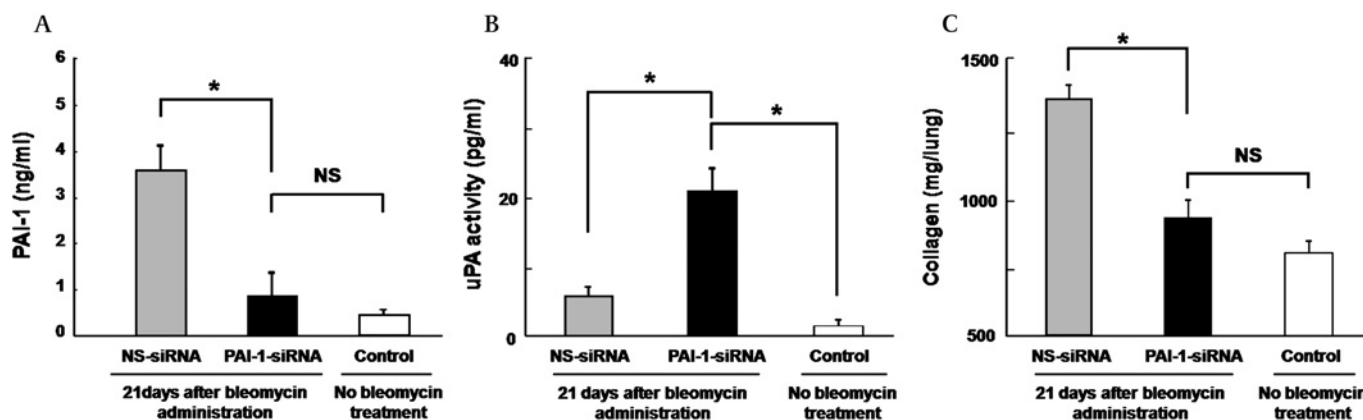 A
PAI-1 (ng/ml)
6
5
4
3
2
1
0
*
NS
NS-siRNA PAI-1-siRNA Control
21days after bleomycin
administration
No bleomycin
treatment
B
uPA activity (pg/ml)
40
20
0
*
*
NS-siRNA PAI-1-siRNA Control
21 days after bleomycin
administration
No bleomycin
treatment
C
Collagen (mg/lung)
1500
1000
500
*
NS
NS-siRNA PAI-1-siRNA Control
21 days after bleomycin
administration
No bleomycin
treatment